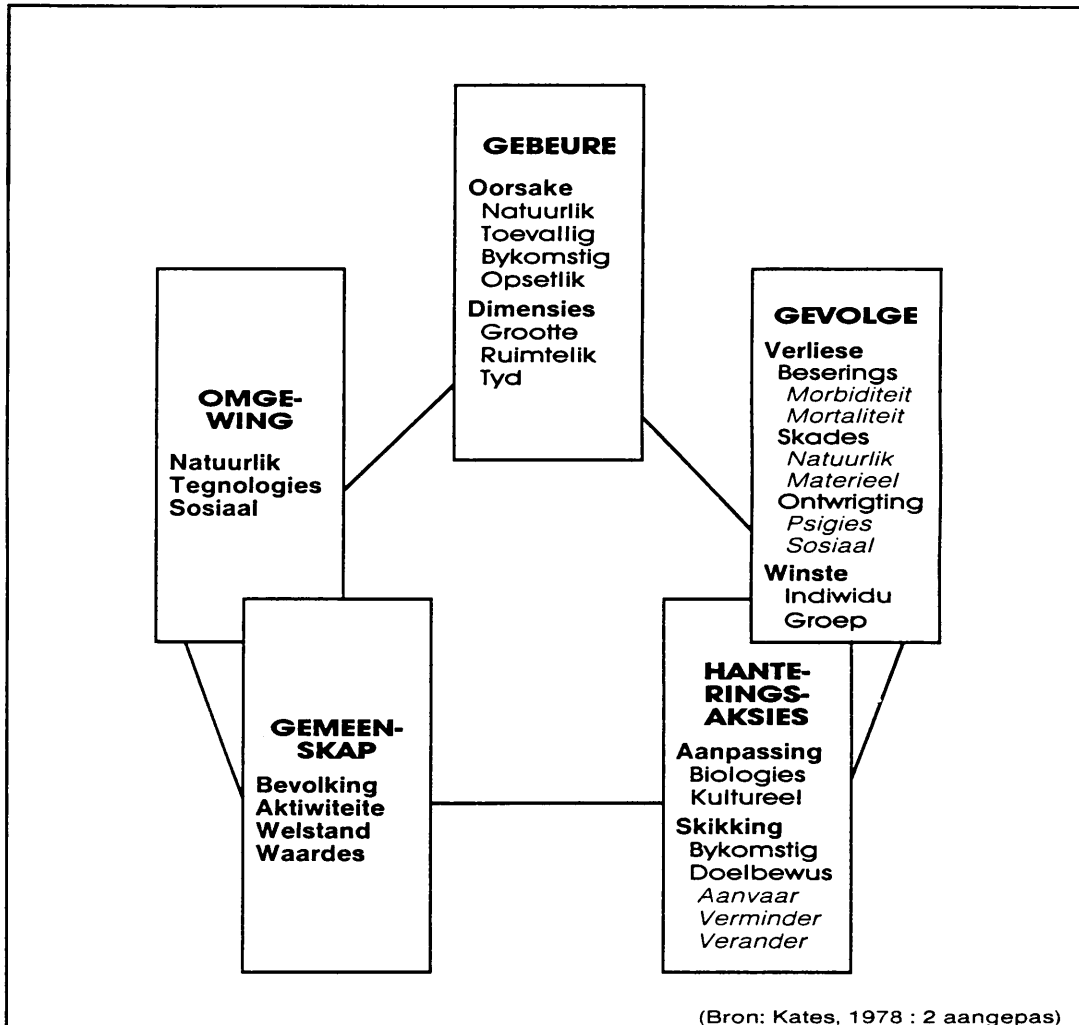 GEBEURE
Oorsake
Natuurlik
Toevallig
Bykomstig
Opsetlik
Dimensies
Grootte
Ruimtelik
Tyd
OMGE-
WING
Natuurlik
Tegnologies
Sosiaal
GEVOLGE
Verliese
Beserings
Morbiditeit
Mortaliteit
Skades
Natuurlik
Materieel
Ontwrigting
Psigies
Sosiaal
Winste
Indiwidu
Groep
GEMEEN-
SKAP
Bevolking
Aktiwiteite
Welstand
Waardes
HANTE-
RINGS-
AKSIES
Aanpassing
Biologies
Kultureel
Skikking
Bykomstig
Doelbewus
Aanvaar
Verminder
Verander
(Bron: Kates, 1978 : 2 aangepas)